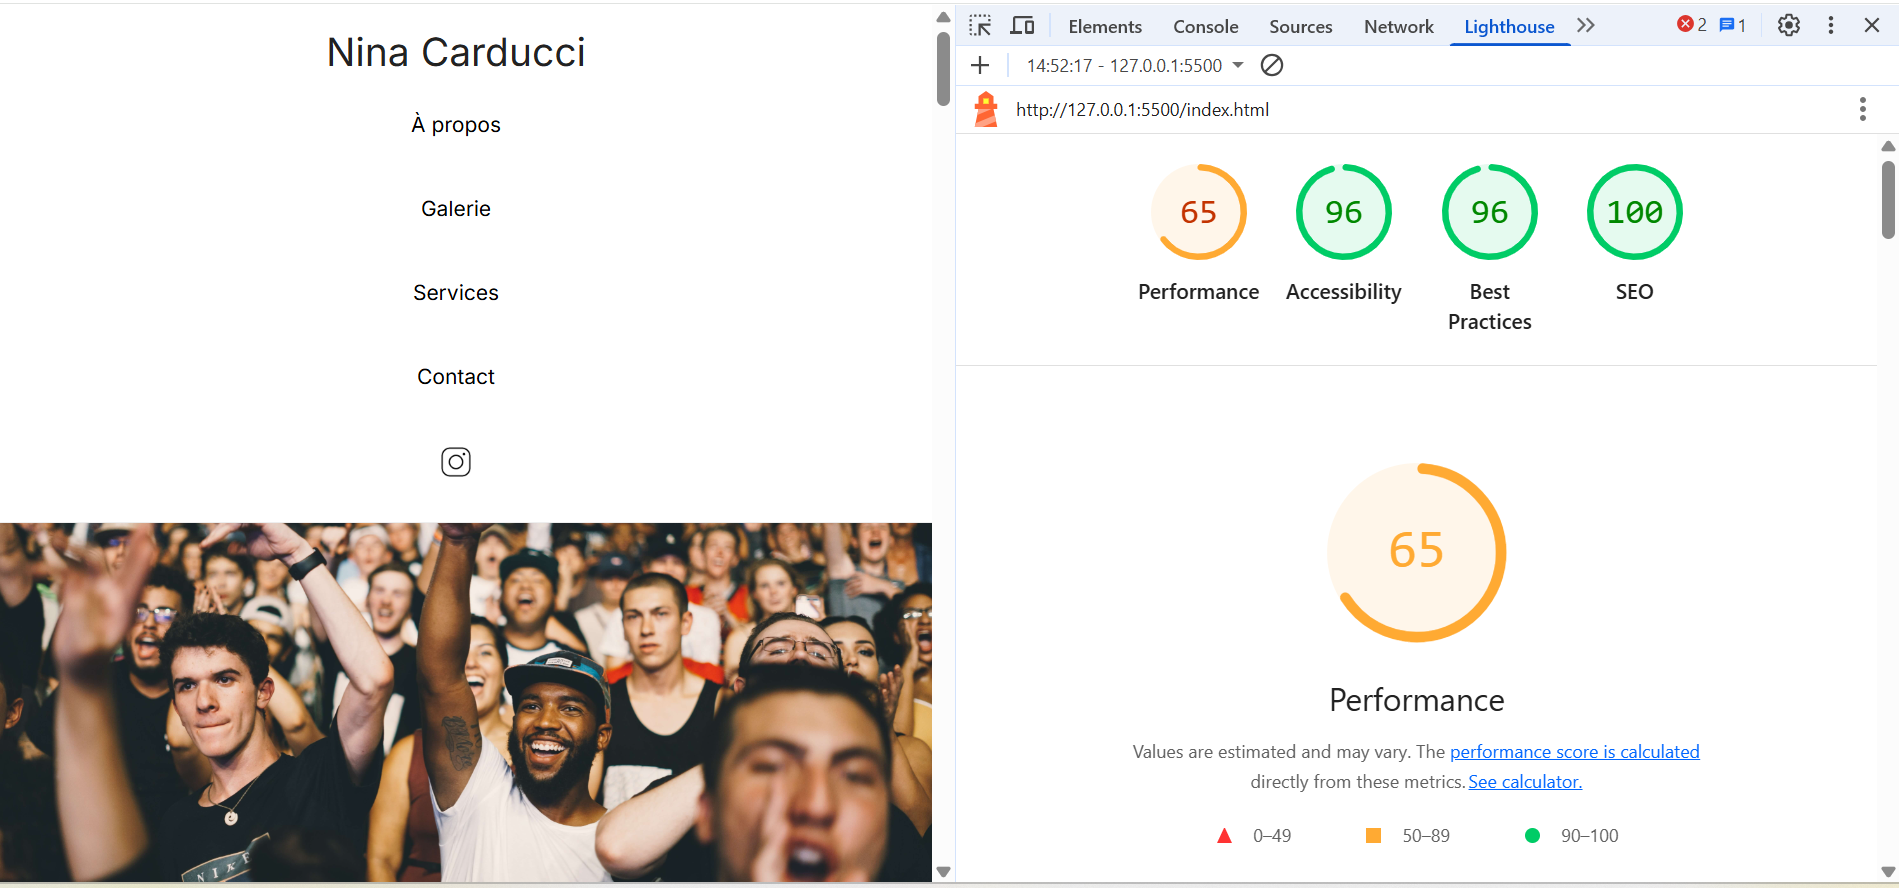 Nina Carducci
À propos
Galerie
Services
Contact
NIKE
Elements Console Sources Network Lighthouse 2 1
14:52:17 - 127.0.0.1:5500
http://127.0.0.1:5500/index.html
65 96 96 100
Performance Accessibility Best Practices SEO
65
Performance
Values are estimated and may vary. The performance score is calculated
directly from these metrics. See calculator.
0–49 50–89 90–100